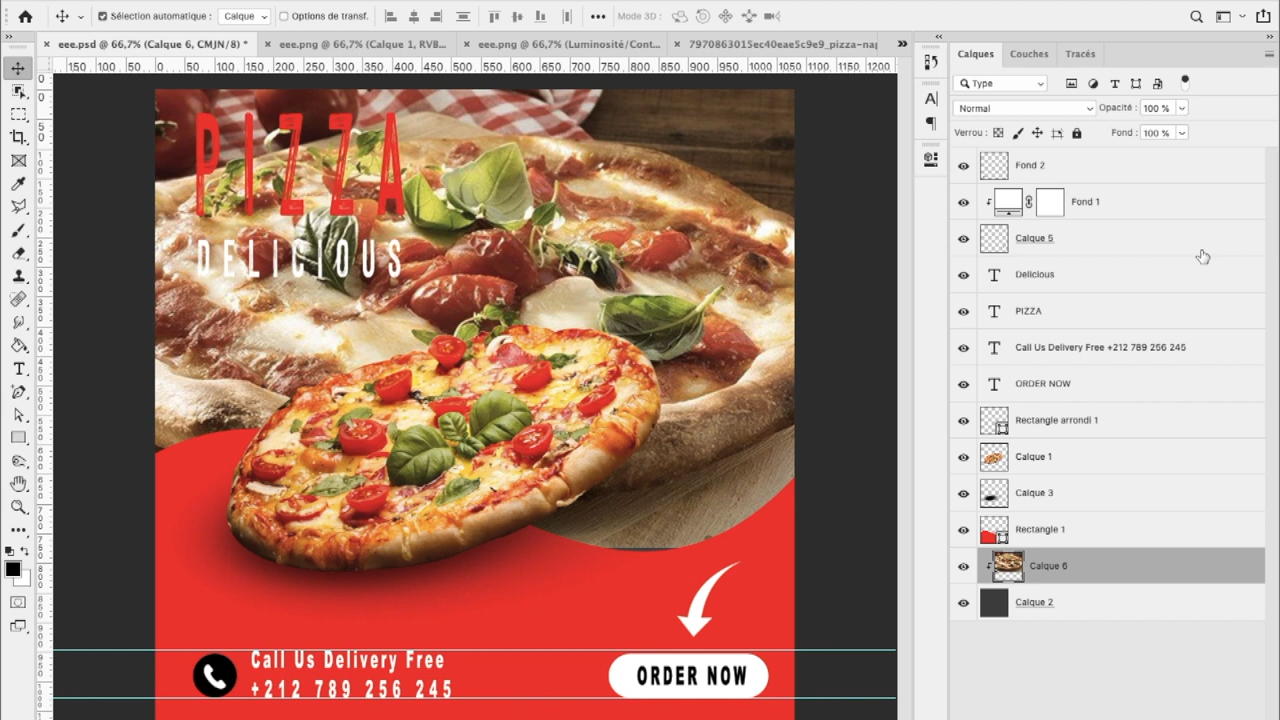 Sélection automatique :
Calque
Options de transf.
Mode 3D :
eee.psd @ 66,7% (Calque 6, CMJN/8) *
eee.png @ 66,7% (Calque 1, RVB...
eee.png @ 66,7% (Luminosité/Cont...
7970863015ec40eae5c9e9_pizza-nap
150 100 50 0 50 100 150 200 250 300 350 400 450 500 550 600 650 700 750 800 850 900 950 1000 1050 1100 1150 1200
PIZZA
DELICIOUS
Call Us Delivery Free
+212 789 256 245
ORDER NOW
Calques
Couches
Tracés
Type
Normal
Opacité : 100 %
Verrou :
Fond : 100 %
Fond 2
Fond 1
Calque 5
Delicious
PIZZA
Call Us Delivery Free +212 789 256 245
ORDER NOW
Rectangle arrondi 1
Calque 1
Calque 3
Rectangle 1
Calque 6
Calque 2